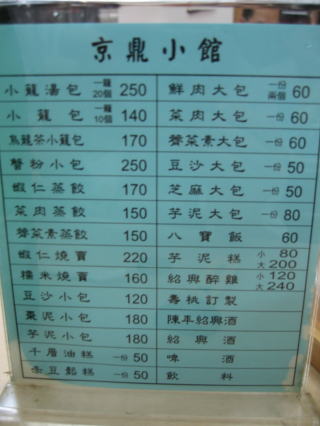 京鼎小館
小籠湯包 一籠20個 250
小籠包 一籠10個 140
烏龍茶小籠包 170
蟹粉小包 250
蝦仁蒸餃 170
菜肉蒸餃 150
薺菜素蒸餃 150
蝦仁燒賣 220
糯米燒賣 160
豆沙小包 120
棗泥小包 180
芋泥小包 180
千層油糕 一份 50
赤豆鬆糕 一份 50
鮮肉大包 一份兩個 60
菜肉大包 一份 60
薺菜素大包 一份 60
豆沙大包 一份 50
芝麻大包 一份 50
芋泥大包 一份 80
八寶飯 60
芋泥糕 小 80 大 200
紹興醉雞 小 120 大 240
壽桃訂製
陳年紹興酒
紹興酒
啤酒
飲料